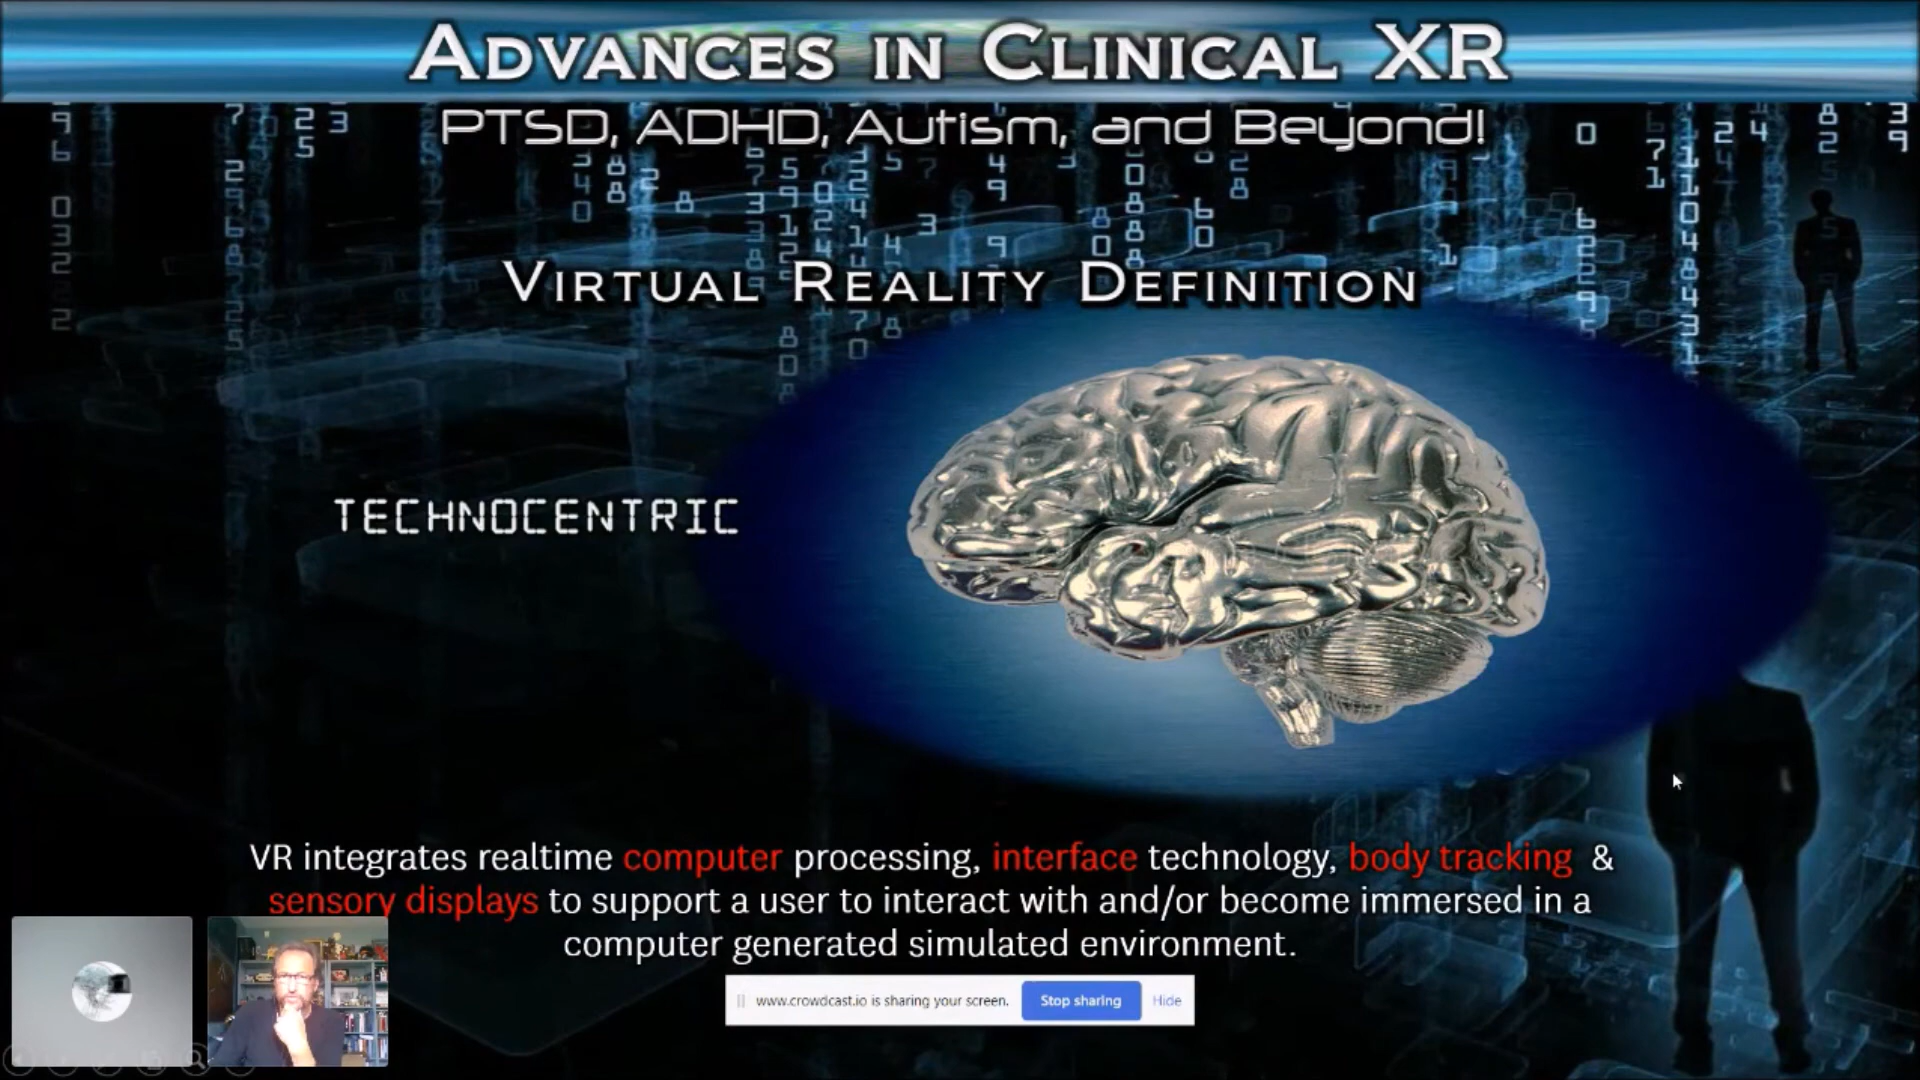 Advances in Clinical XR
PTSD, ADHD, Autism, and Beyond!
Virtual Reality Definition
TECHNOCENTRIC
VR integrates realtime computer processing, interface technology, body tracking &
sensory displays to support a user to interact with and/or become immersed in a
computer generated simulated environment.
www.crowdcast.io is sharing your screen. Stop sharing Hide